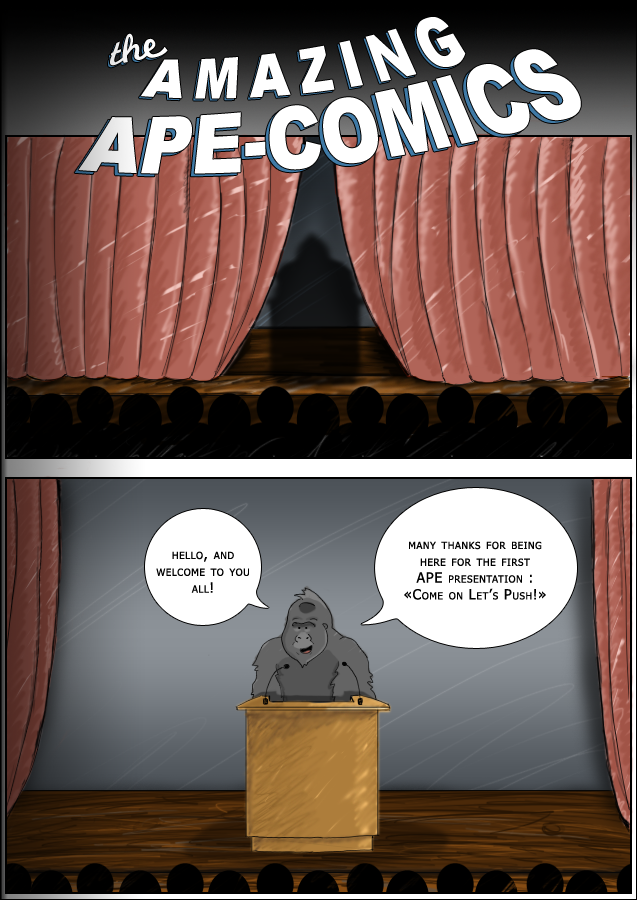 the
AMAZING
APE-COMICS
HELLO, AND
WELCOME TO YOU
ALL!
MANY THANKS FOR BEING
HERE FOR THE FIRST
APE PRESENTATION :
«COME ON LET'S PUSH!»